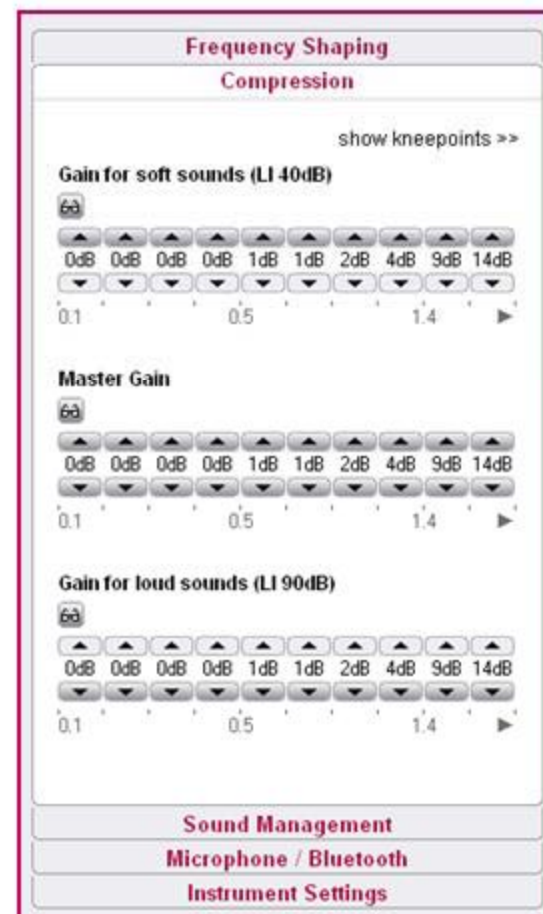 Frequency Shaping
Compression
show kneepoints >>
Gain for soft sounds (LI 40dB)
0dB 0dB 0dB 0dB 1dB 1dB 2dB 4dB 9dB 14dB
0.1 0.5 1.4
Master Gain
0dB 0dB 0dB 0dB 1dB 1dB 2dB 4dB 9dB 14dB
0.1 0.5 1.4
Gain for loud sounds (LI 90dB)
0dB 0dB 0dB 0dB 1dB 1dB 2dB 4dB 9dB 14dB
0.1 0.5 1.4
Sound Management
Microphone / Bluetooth
Instrument Settings